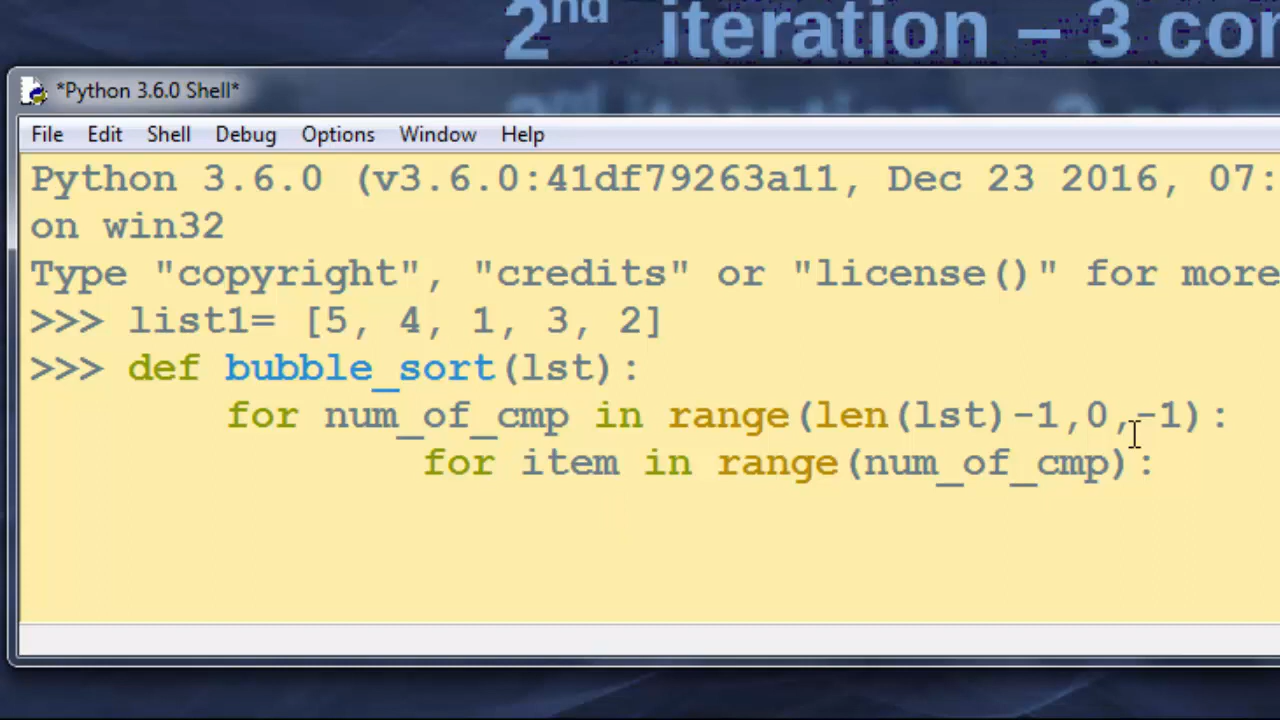 2nd iteration – 3 con
*Python 3.6.0 Shell*
File Edit Shell Debug Options Window Help
Python 3.6.0 (v3.6.0:41df79263a11, Dec 23 2016, 07:
on win32
Type "copyright", "credits" or "license()" for more
>>> list1= [5, 4, 1, 3, 2]
>>> def bubble_sort(lst):
        for num_of_cmp in range(len(lst)-1,0,-1):
                for item in range(num_of_cmp):